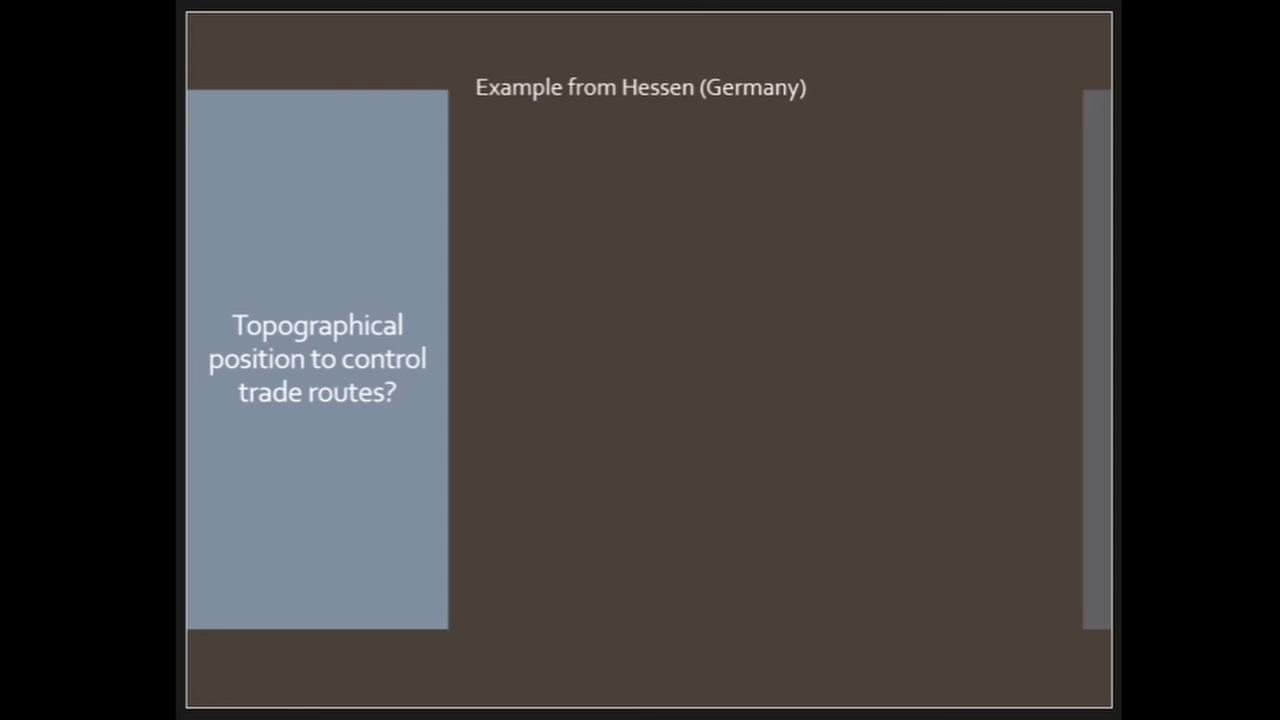 Example from Hessen (Germany)
Topographical
position to control
trade routes?